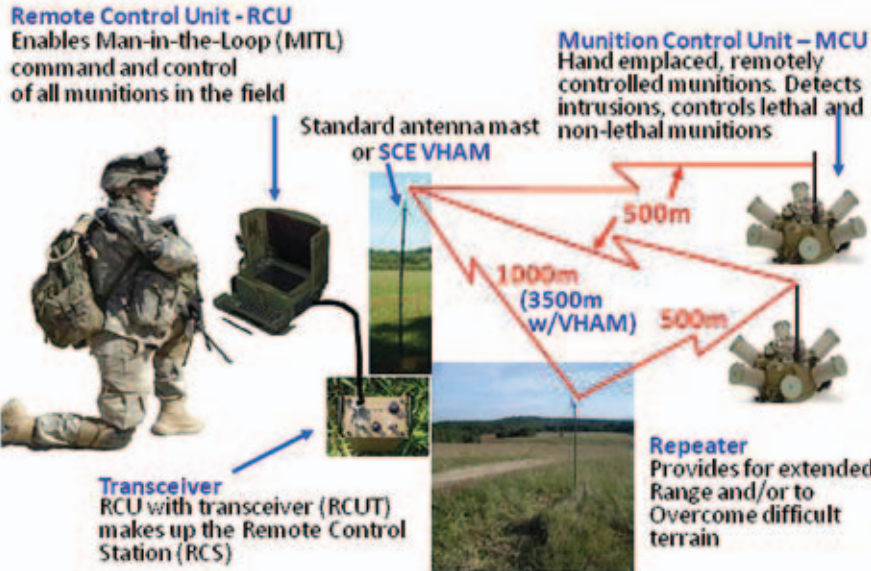 Remote Control Unit - RCU
Enables Man-in-the-Loop (MITL)
command and control
of all munitions in the field
Munition Control Unit – MCU
Hand emplaced, remotely
controlled munitions. Detects
intrusions, controls lethal and
non-lethal munitions
Standard antenna mast
or SCE VHAM
500m
1000m
(3500m
w/VHAM)
500m
Transceiver
RCU with transceiver (RCUT)
makes up the Remote Control
Station (RCS)
Repeater
Provides for extended
Range and/or to
Overcome difficult
terrain